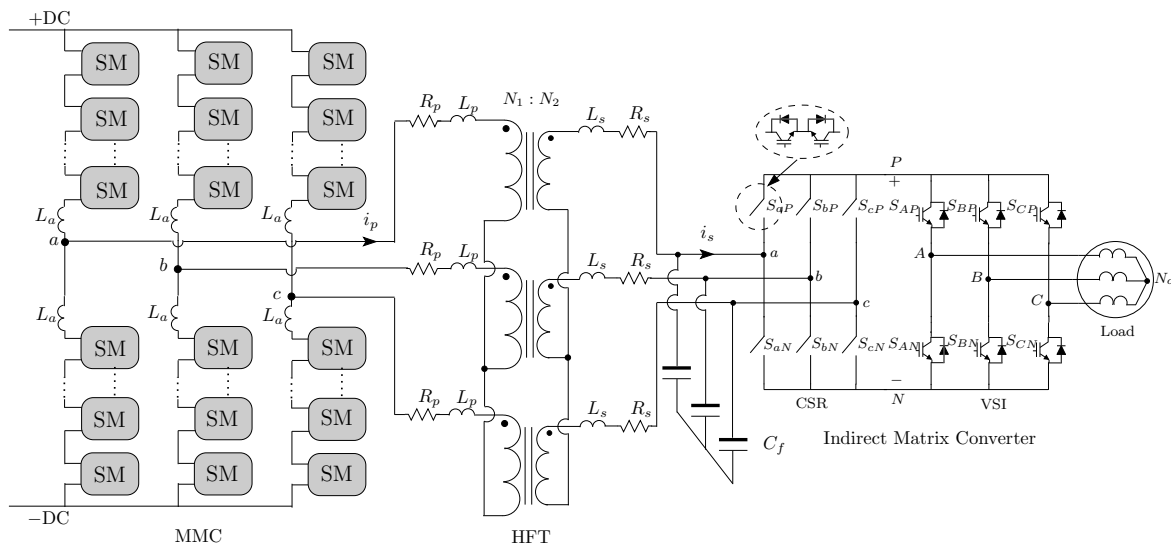 +DC
SM SM SM
SM SM SM
SM SM SM
L_a L_a L_a
a
b
c
i_p
L_a L_a L_a
SM SM SM
SM SM SM
SM SM SM
−DC
MMC
R_p L_p N_1 : N_2 L_s R_s
R_p L_p L_s R_s
R_p L_p L_s R_s
HFT
i_s
C_f
a
b
c
S_aP S_bP S_cP
S_aN S_bN S_cN
CSR
P
+
−
N
S_AP S_BP S_CP
A
B
C
S_AN S_BN S_CN
VSI
Load
Indirect Matrix Converter